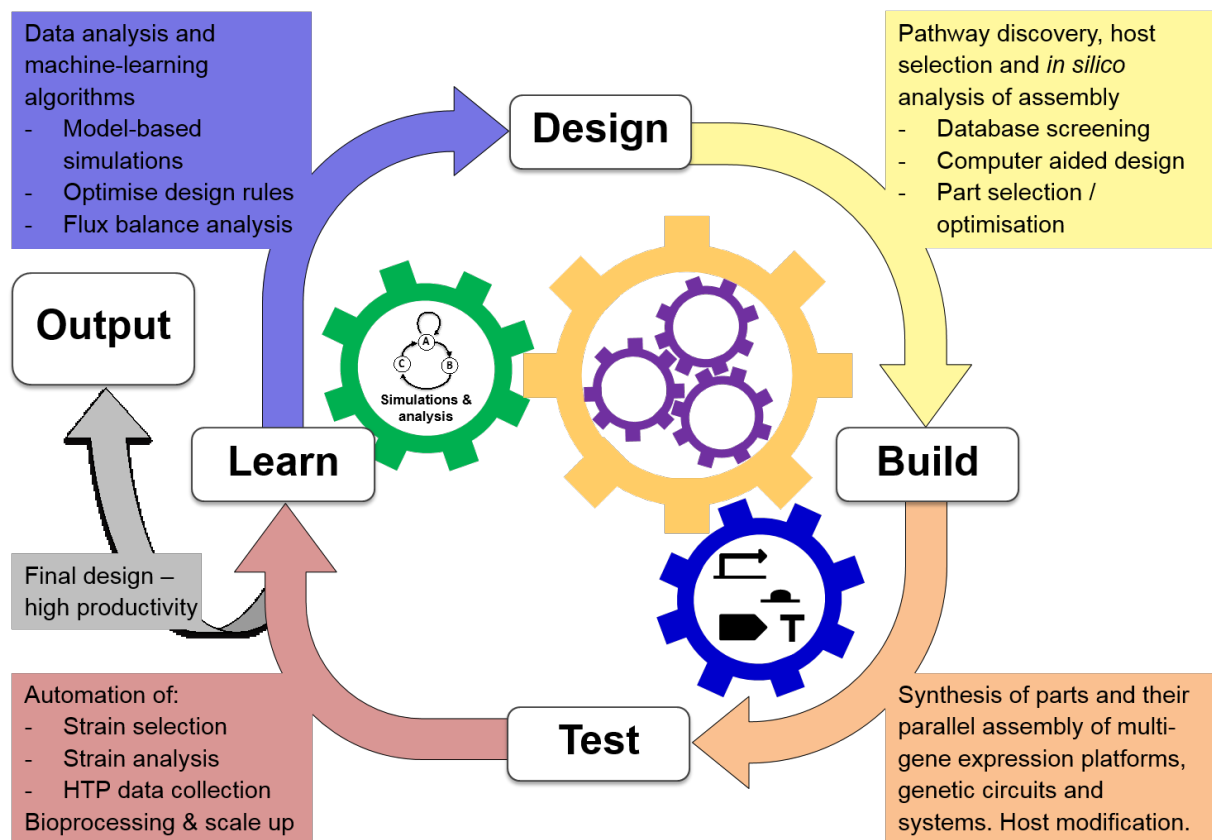 Data analysis and
machine-learning
algorithms
- Model-based
simulations
- Optimise design rules
- Flux balance analysis
Design
Pathway discovery, host
selection and in silico
analysis of assembly
- Database screening
- Computer aided design
- Part selection /
optimisation
Output
A
C
B
Simulations &
analysis
Learn
Build
Final design –
high productivity
T
Automation of:
- Strain selection
- Strain analysis
- HTP data collection
Bioprocessing & scale up
Test
Synthesis of parts and their
parallel assembly of multi-
gene expression platforms,
genetic circuits and
systems. Host modification.